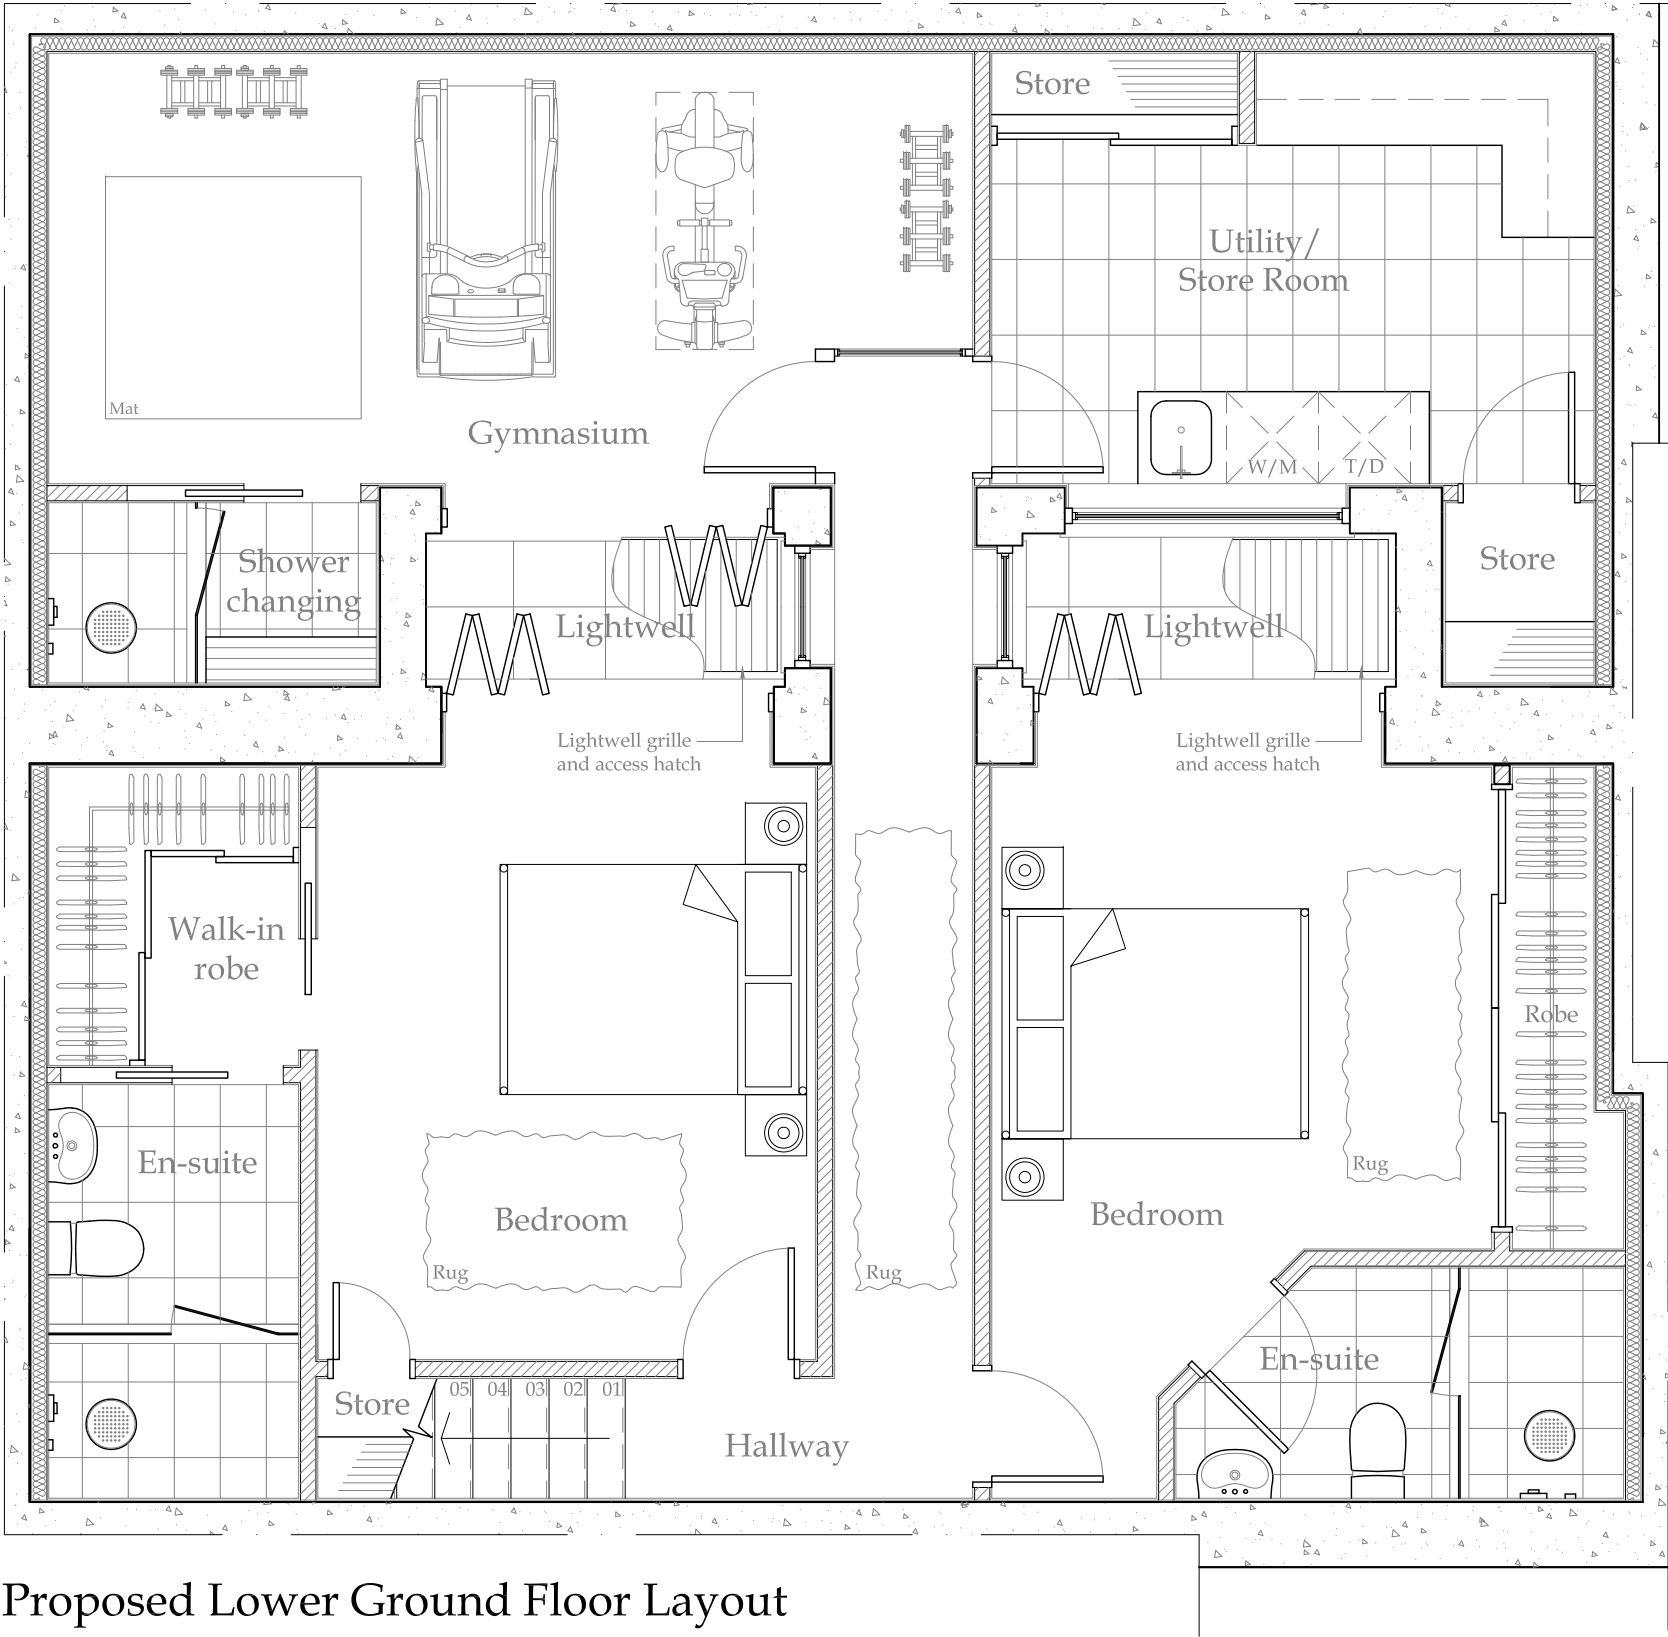 Store
Utility/
Store Room
Mat
Gymnasium
W/M
T/D
Shower
changing
Store
Lightwell
Lightwell
Lightwell grille
and access hatch
Lightwell grille
and access hatch
Walk-in
robe
Robe
En-suite
Rug
Bedroom
Bedroom
Rug
Rug
En-suite
Store
05
04
03
02
01
Hallway
Proposed Lower Ground Floor Layout